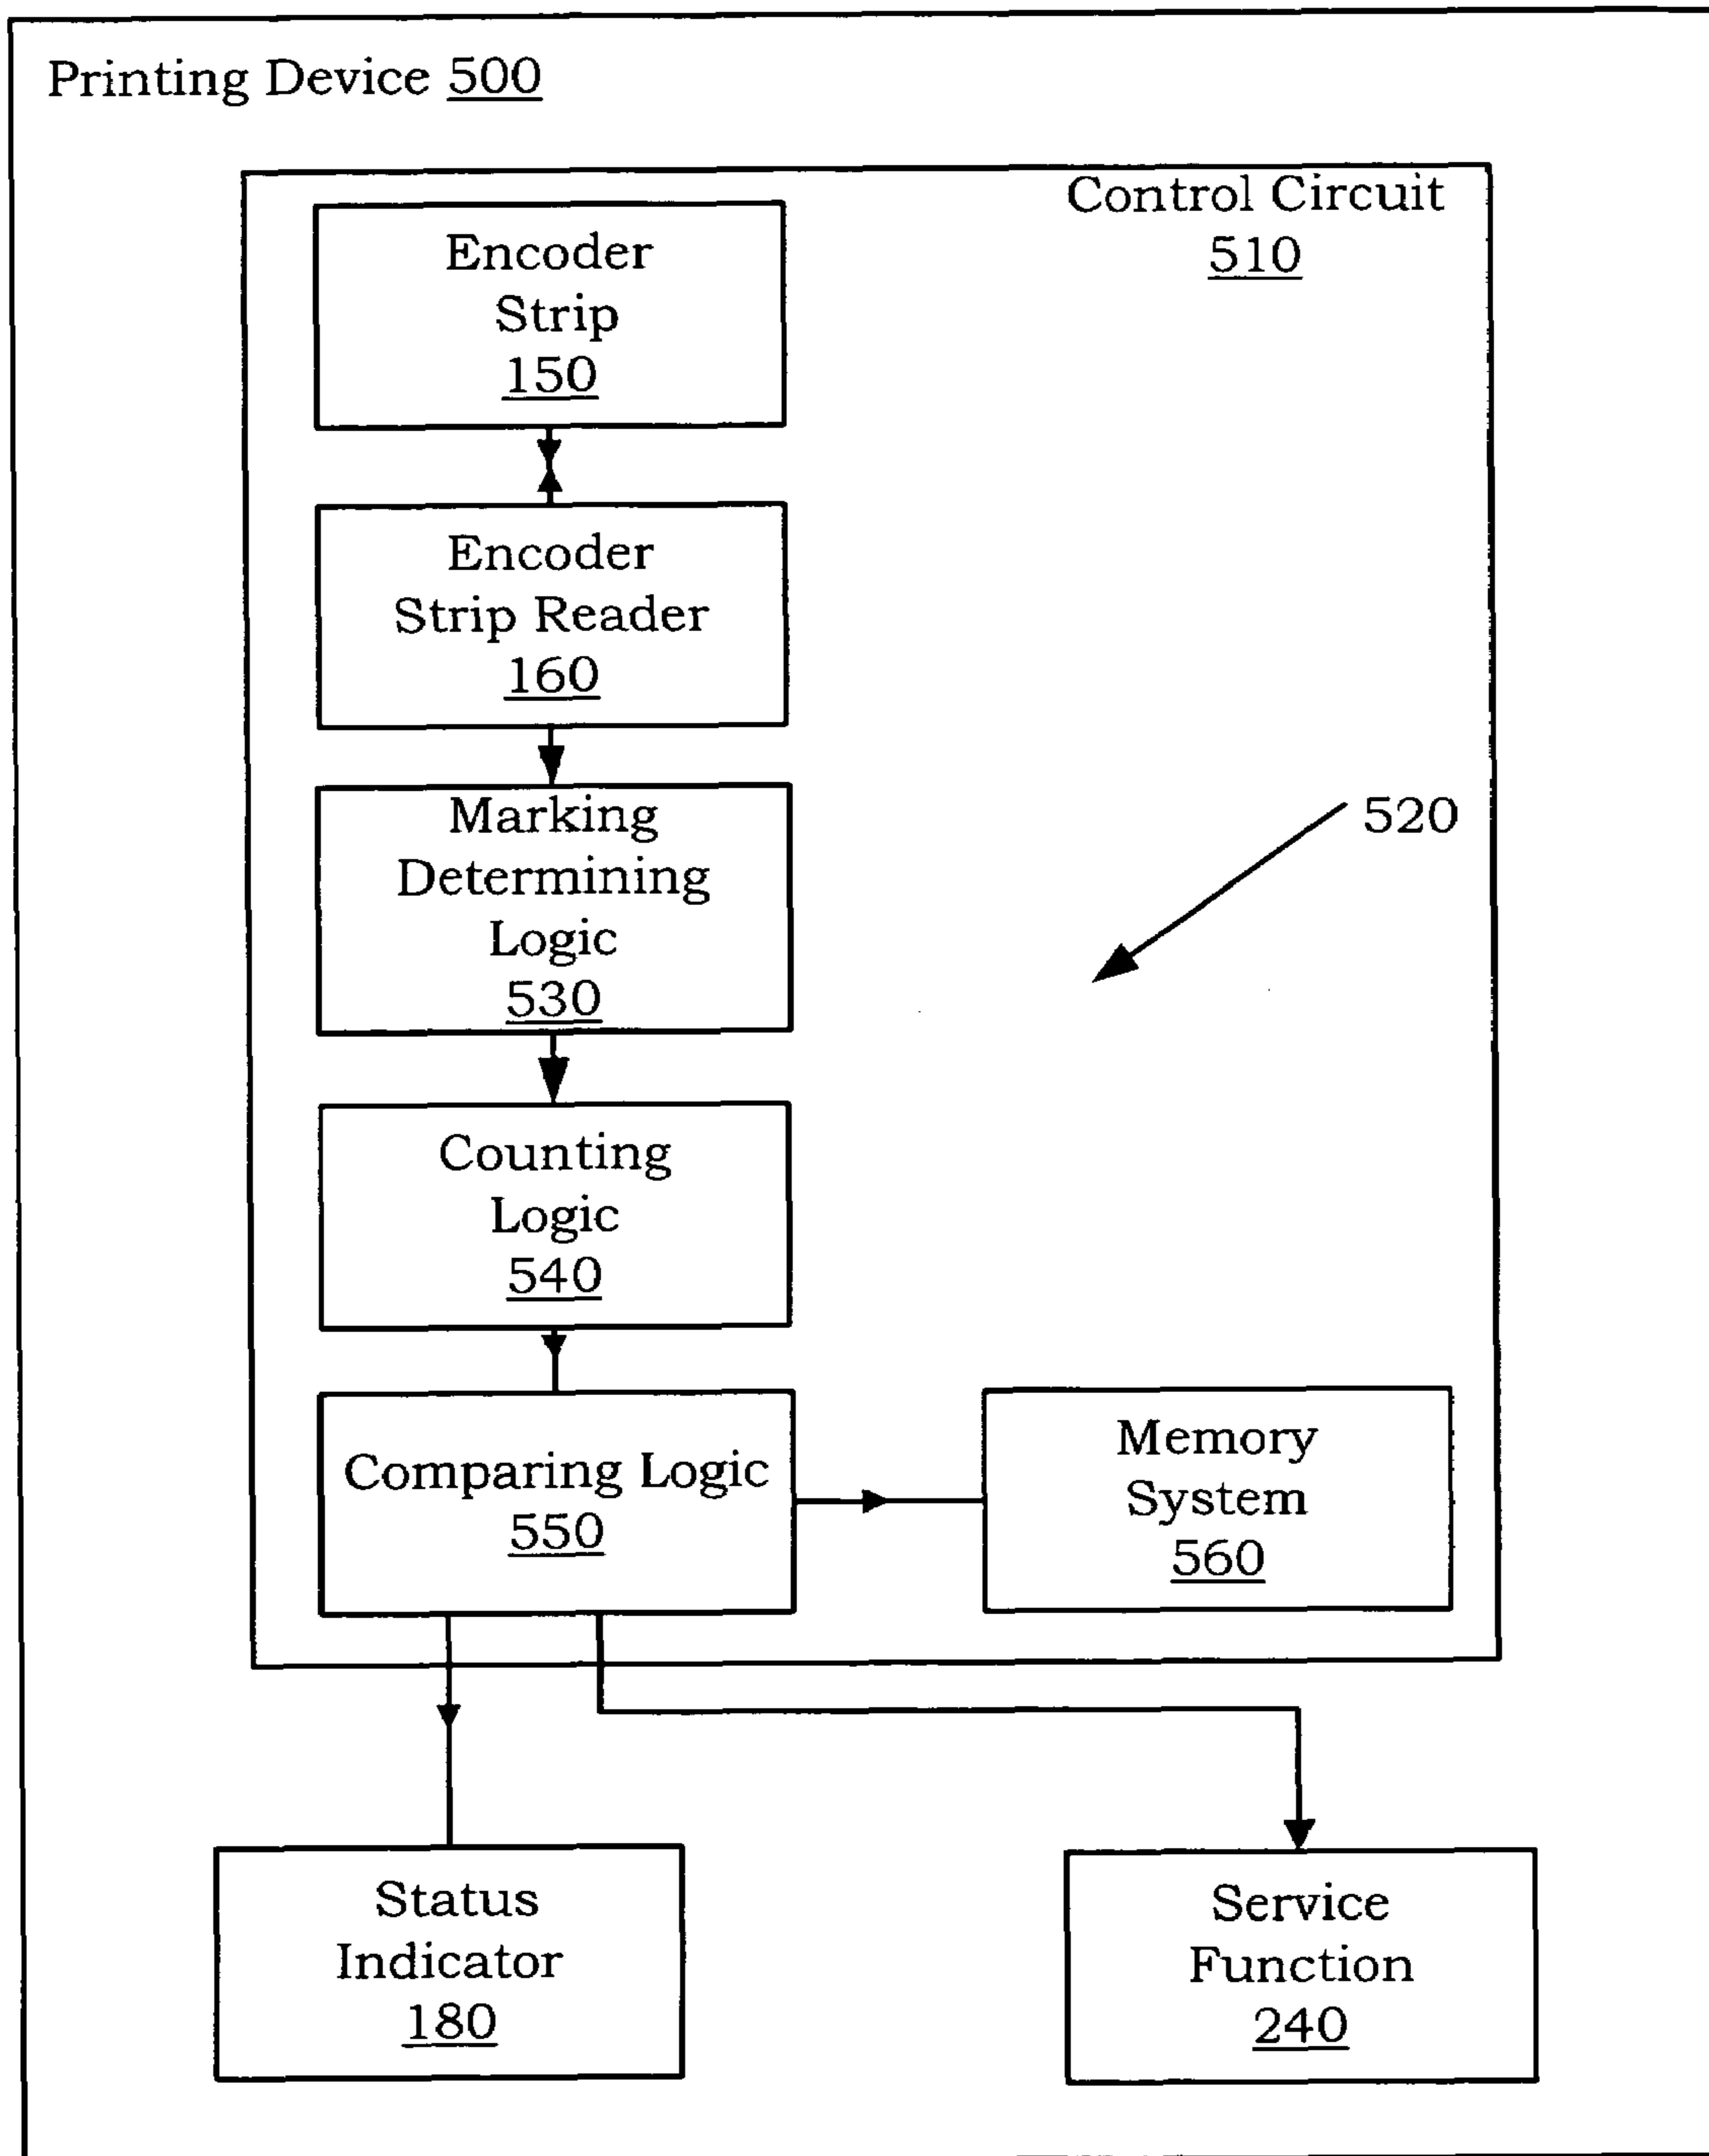 Printing Device 500
Control Circuit
510
Encoder
Strip
150
Encoder
Strip Reader
160
Marking
Determining
Logic
530
520
Counting
Logic
540
Comparing Logic
550
Memory
System
560
Status
Indicator
180
Service
Function
240